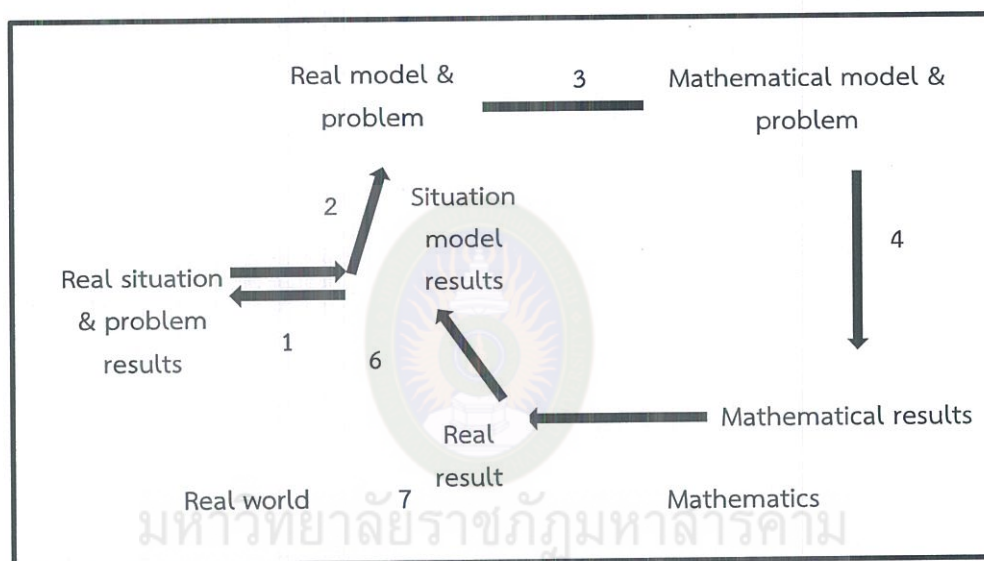 Real model &
problem
3
Mathematical model &
problem
2
Situation
model
results
4
Real situation
& problem
results
1
6
Mathematical results
Real
result
Real world
7
Mathematics
มหาวิทยาลัยราชภัฏมหาสารคาม